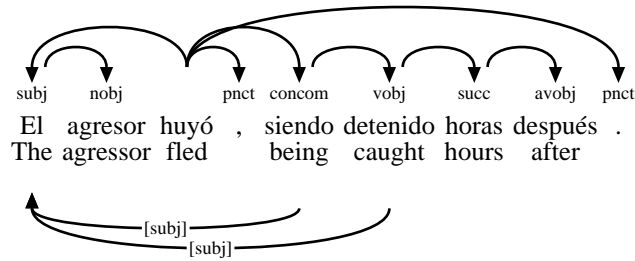 subj nobj pnct concom vobj succ avobj pnct
El agresor huyó , siendo detenido horas después .
The agressor fled being caught hours after
[subj]
[subj]